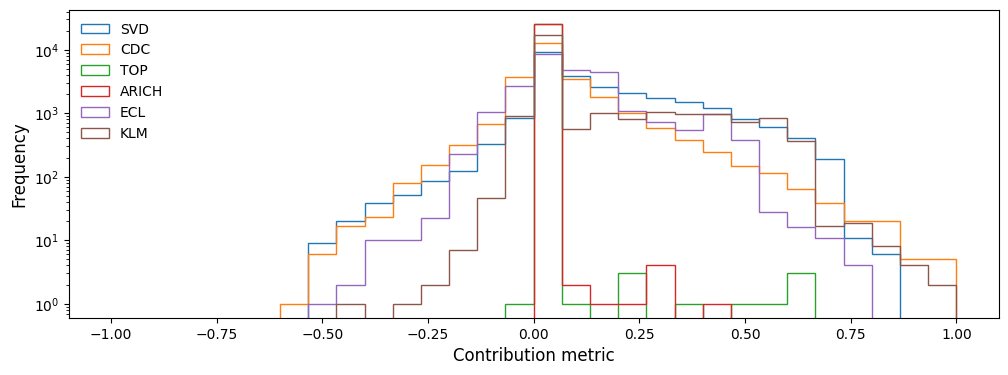 SVD
CDC
TOP
ARICH
ECL
KLM
Frequency
10⁴
10³
10²
10¹
10⁰
−1.00 −0.75 −0.50 −0.25 0.00 0.25 0.50 0.75 1.00
Contribution metric